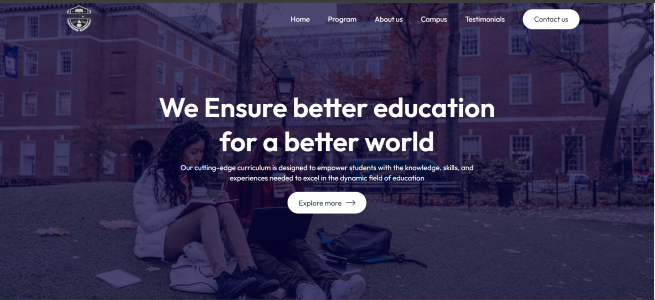 Home Program About us Campus Testimonials Contact us
We Ensure better education
for a better world
Our cutting-edge curriculum is designed to empower students with the knowledge, skills, and
experiences needed to excel in the dynamic field of education
Explore more →